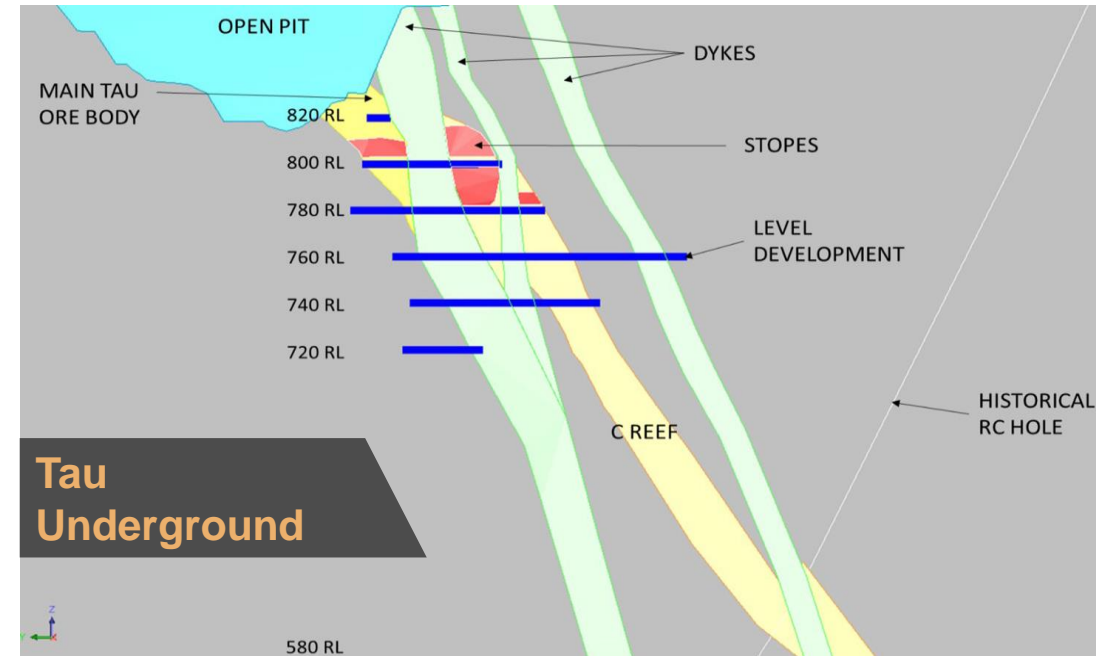 OPEN PIT
DYKES
MAIN TAU
ORE BODY
820 RL
STOPES
800 RL
780 RL
LEVEL
DEVELOPMENT
760 RL
740 RL
720 RL
HISTORICAL
RC HOLE
C REEF
Tau
Underground
Z
Y
X
580 RL